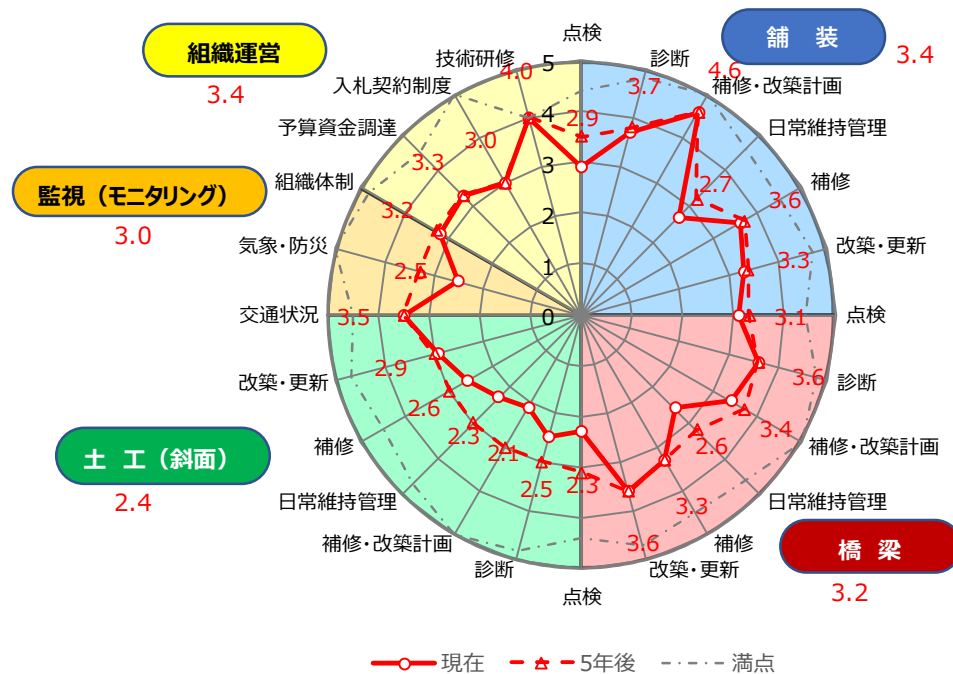 組織運営
3.4
監視（モニタリング）
3.0
土 工（斜面）
2.4
舗 装
3.4
橋 梁
3.2
点検
診断
補修・改築計画
日常維持管理
補修
改築・更新
点検
診断
補修・改築計画
日常維持管理
補修
改築・更新
点検
診断
補修・改築計画
日常維持管理
補修
改築・更新
交通状況
気象・防災
組織体制
予算資金調達
入札契約制度
技術研修
5
4
3
2
1
0
2.9
3.7
4.6
2.7
3.6
3.3
3.1
3.6
3.4
2.6
3.3
3.6
2.3
2.5
2.1
2.3
2.6
2.9
3.5
2.5
3.2
3.3
3.0
4.0
現在
5年後
満点